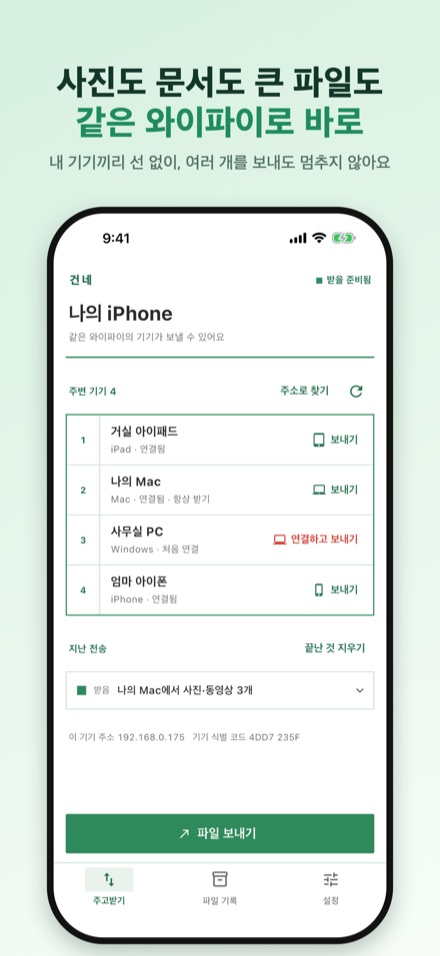 사진도 문서도 큰 파일도
같은 와이파이로 바로
내 기기끼리 선 없이, 여러 개를 보내도 멈추지 않아요
9:41
건네
받을 준비됨
나의 iPhone
같은 와이파이의 기기가 보낼 수 있어요
주변 기기 4
주소로 찾기
1
거실 아이패드
iPad · 연결됨
보내기
2
나의 Mac
Mac · 연결됨 · 항상 받기
보내기
3
사무실 PC
Windows · 처음 연결
연결하고 보내기
4
엄마 아이폰
iPhone · 연결됨
보내기
지난 전송
끝난 것 지우기
받음 나의 Mac에서 사진·동영상 3개
이 기기 주소 192.168.0.175 기기 식별 코드 4DD7 235F
파일 보내기
주고받기
파일 기록
설정